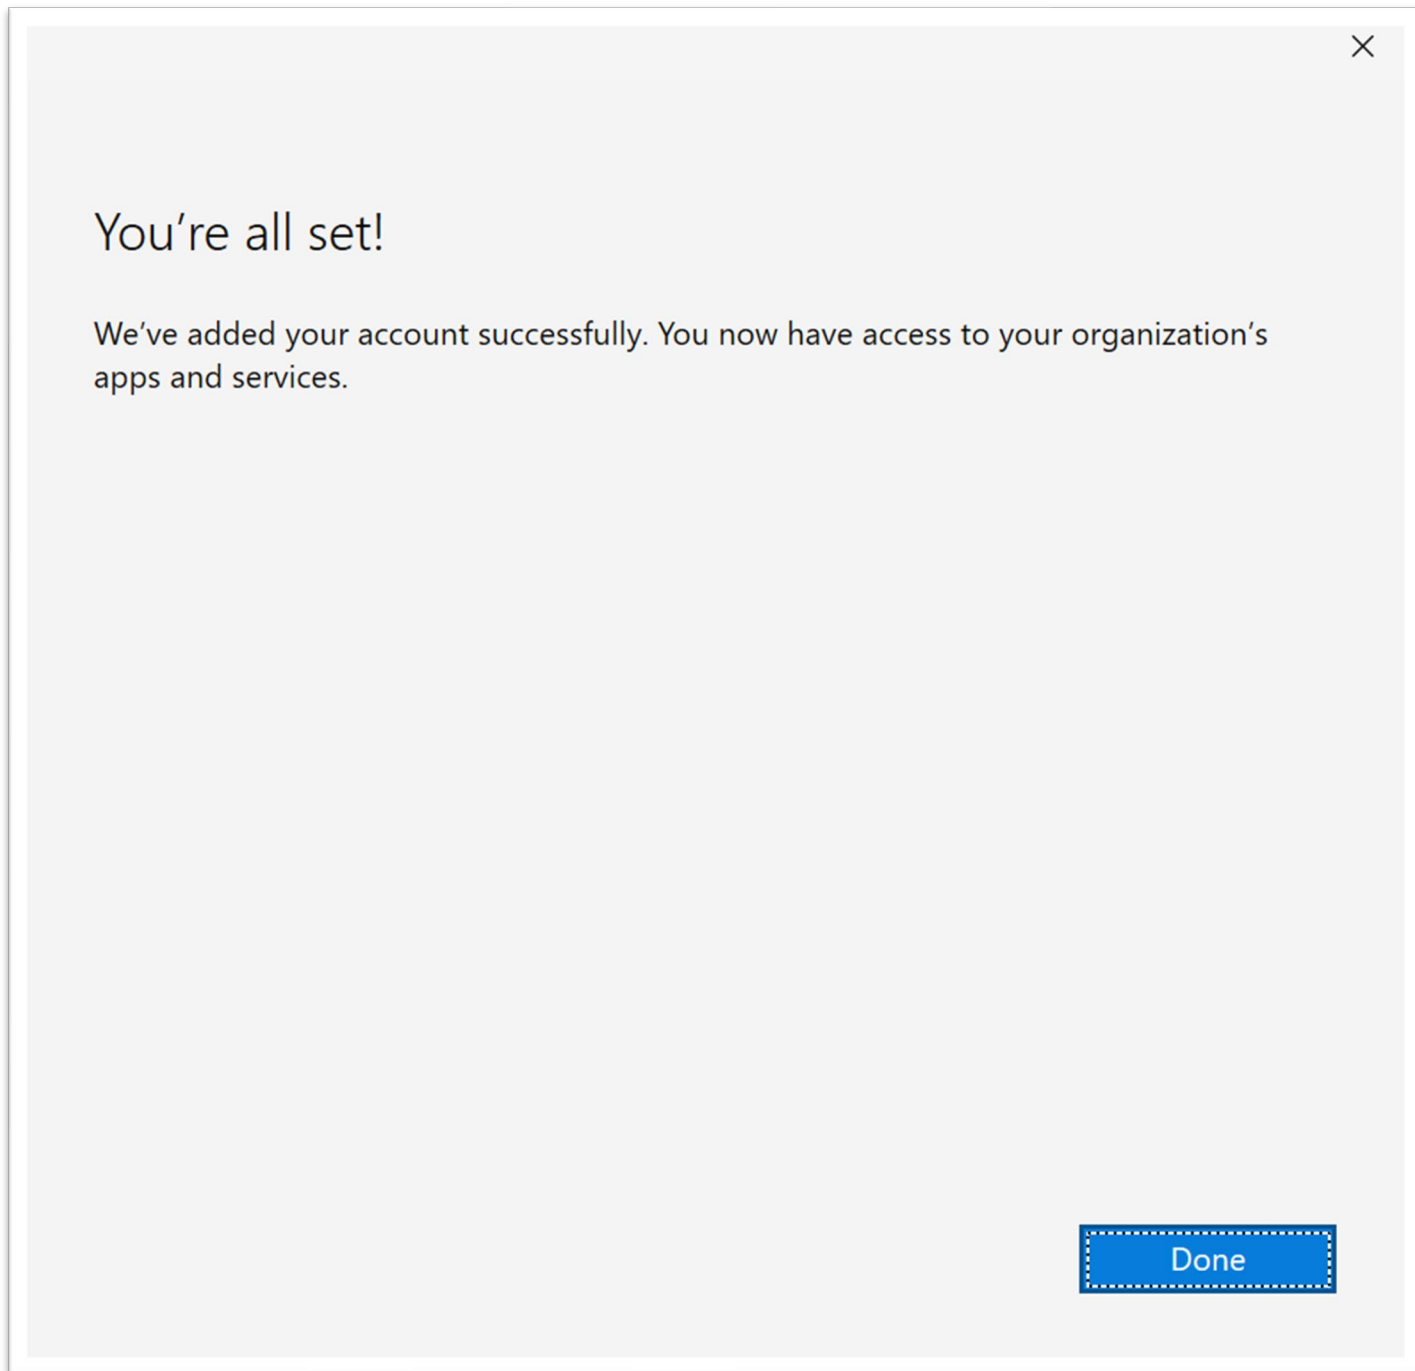 You’re all set!
We’ve added your account successfully. You now have access to your organization’s
apps and services.
Done